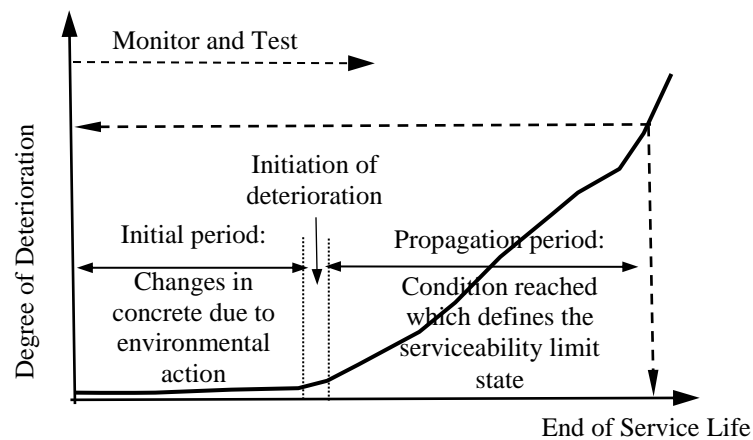 Monitor and Test
Degree of Deterioration
Initiation of
deterioration
Initial period:
Changes in
concrete due to
environmental
action
Propagation period:
Condition reached
which defines the
serviceability limit
state
End of Service Life